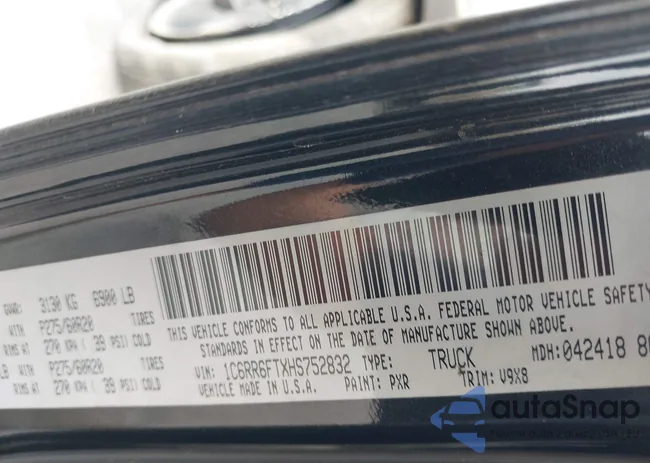 GVWR: 3130 KG 6900 LB
WITH P275/60R20 TIRES
RIMS AT 270 KPA ( 39 PSI) COLD
LB WITH P275/60R20 TIRES
RIMS AT 270 KPA ( 39 PSI) COLD
THIS VEHICLE CONFORMS TO ALL APPLICABLE U.S.A. FEDERAL MOTOR VEHICLE SAFETY
STANDARDS IN EFFECT ON THE DATE OF MANUFACTURE SHOWN ABOVE.
VIN: 1C6RR6FTXHS752832 TYPE: TRUCK MDH:042418
VEHICLE MADE IN U.S.A. PAINT: PXR TRIM: V9X8
autaSnap